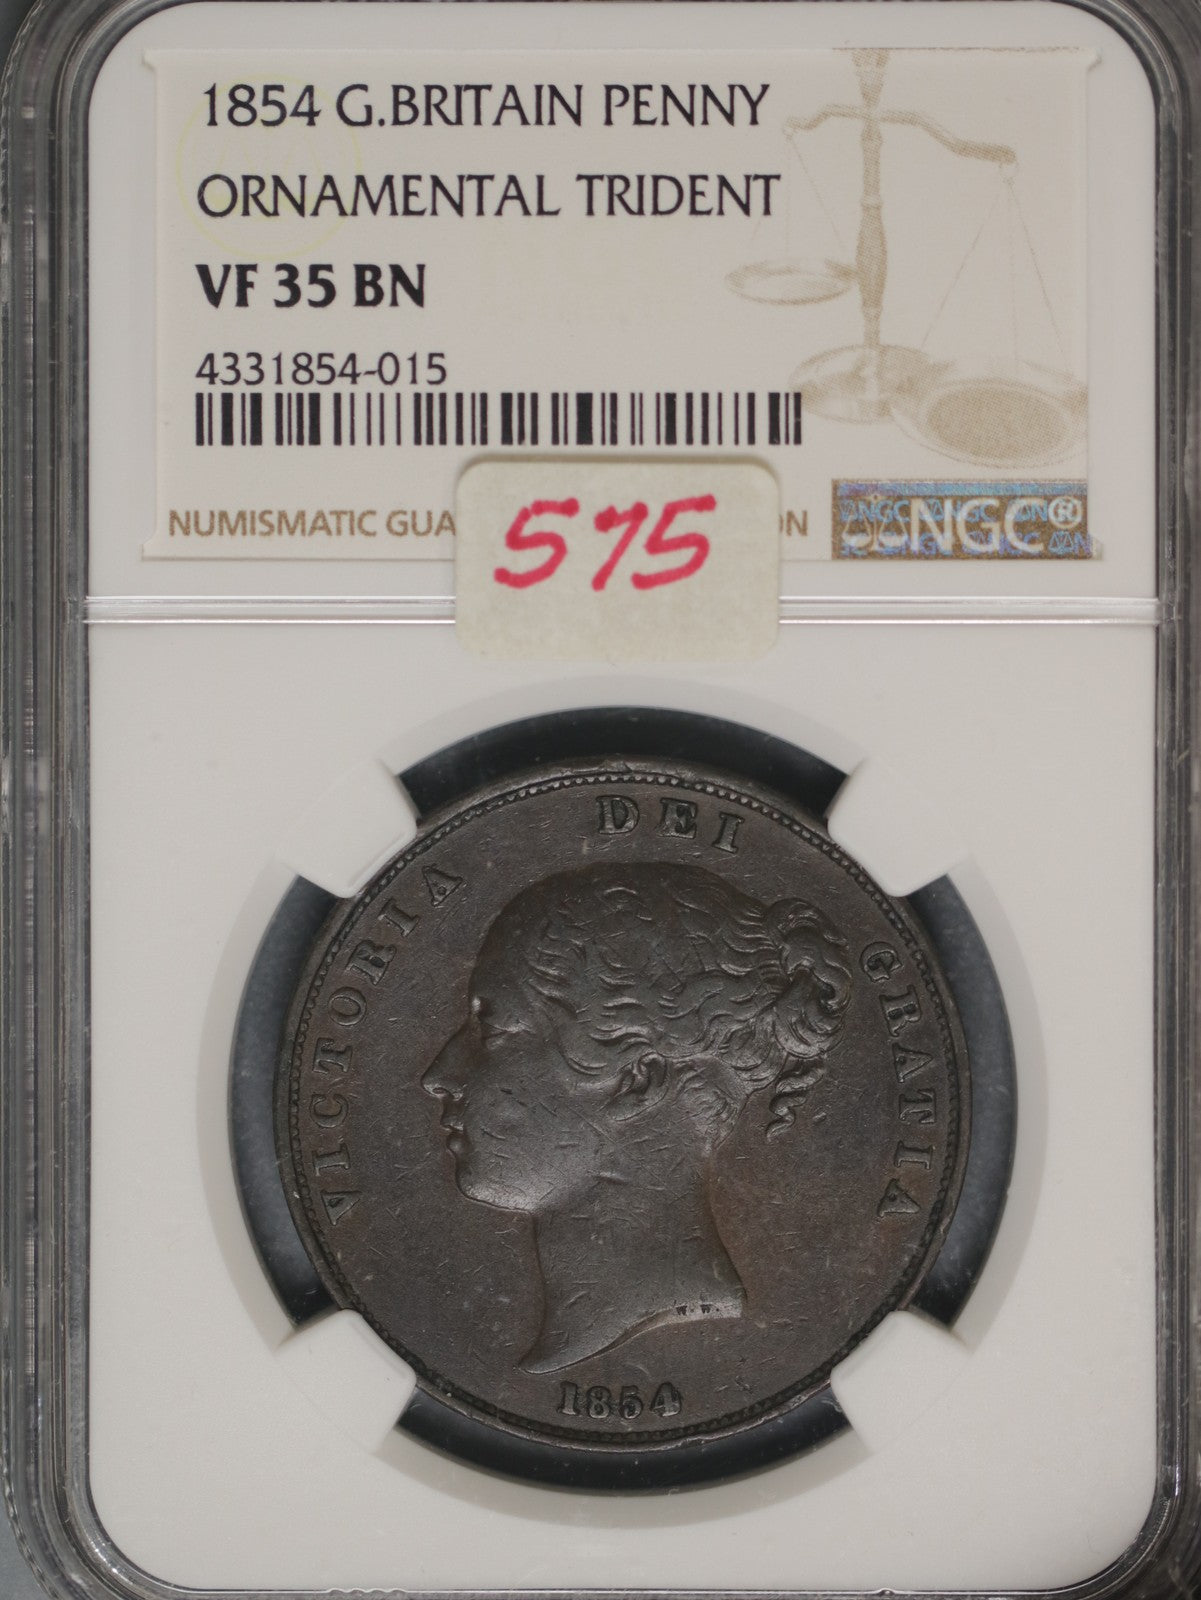 1854 G.BRITAIN PENNY
ORNAMENTAL TRIDENT
VF 35 BN
4331854-015
NUMISMATIC GUA ON
NGC®
575
VICTORIA DEI GRATIA
W.W.
1854